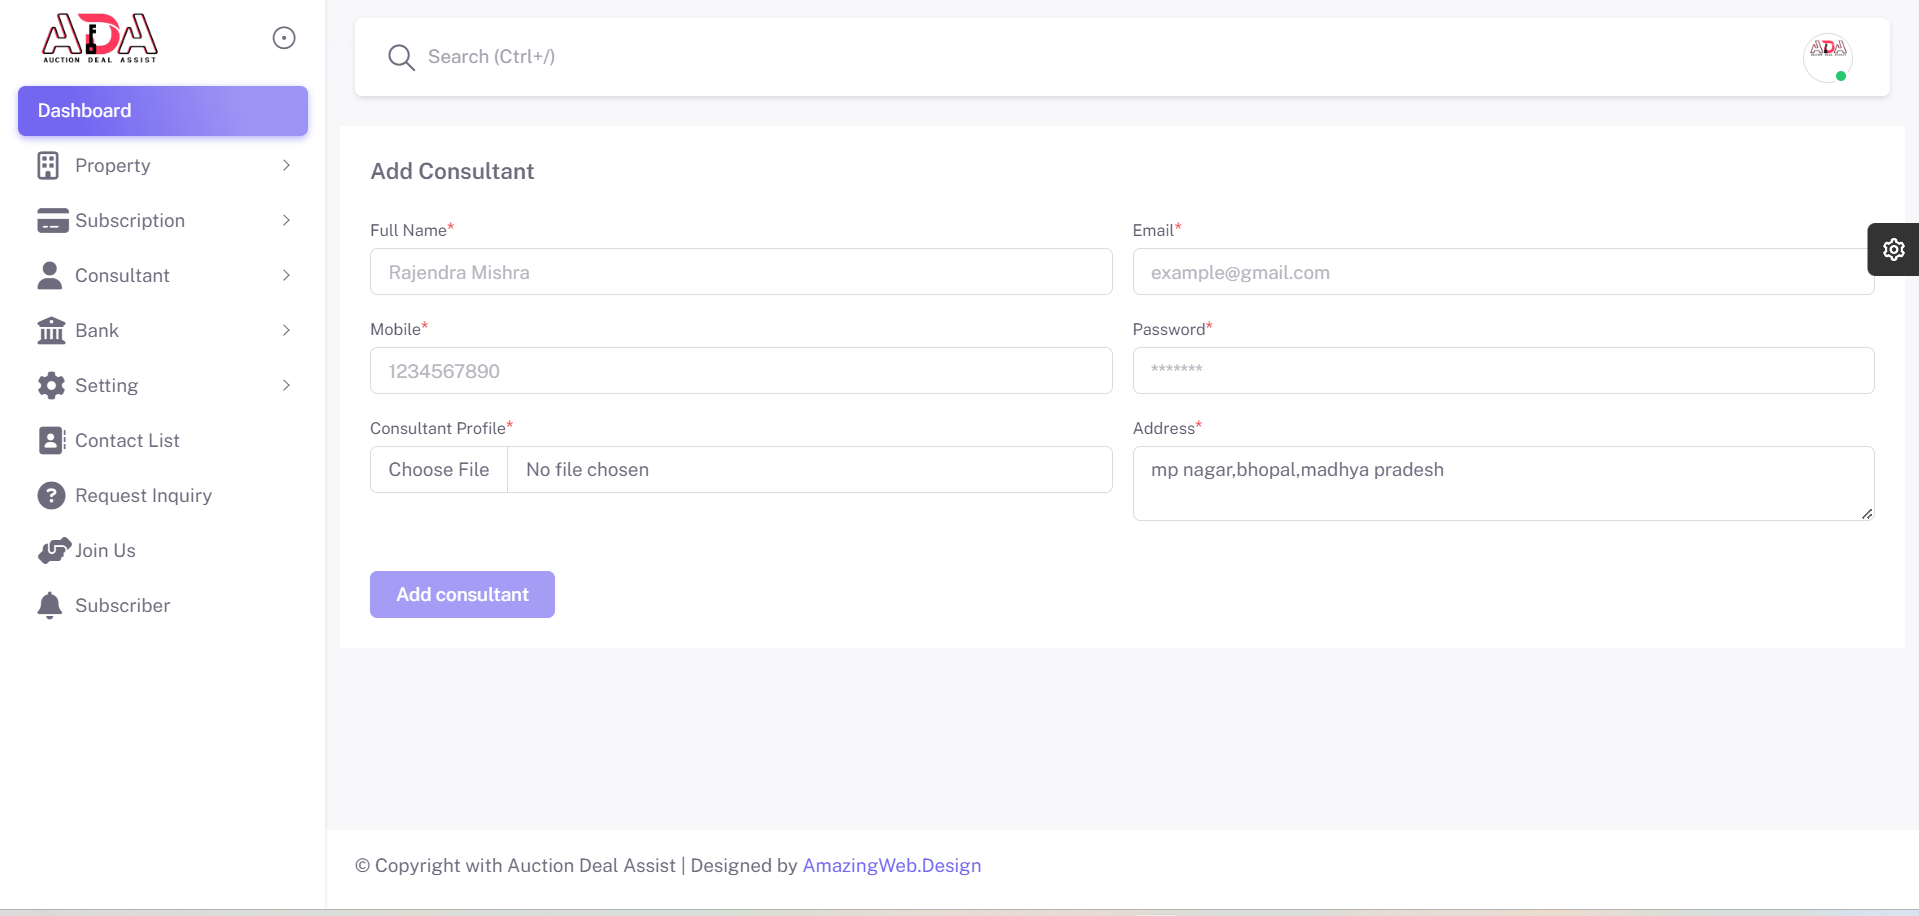 ADA
AUCTION DEAL ASSIST
Dashboard
Property
Subscription
Consultant
Bank
Setting
Contact List
Request Inquiry
Join Us
Subscriber
Search (Ctrl+/)
ADA
Add Consultant
Full Name*
Rajendra Mishra
Email*
example@gmail.com
Mobile*
1234567890
Password*
*******
Consultant Profile*
Choose File No file chosen
Address*
mp nagar,bhopal,madhya pradesh
Add consultant
© Copyright with Auction Deal Assist | Designed by AmazingWeb.Design